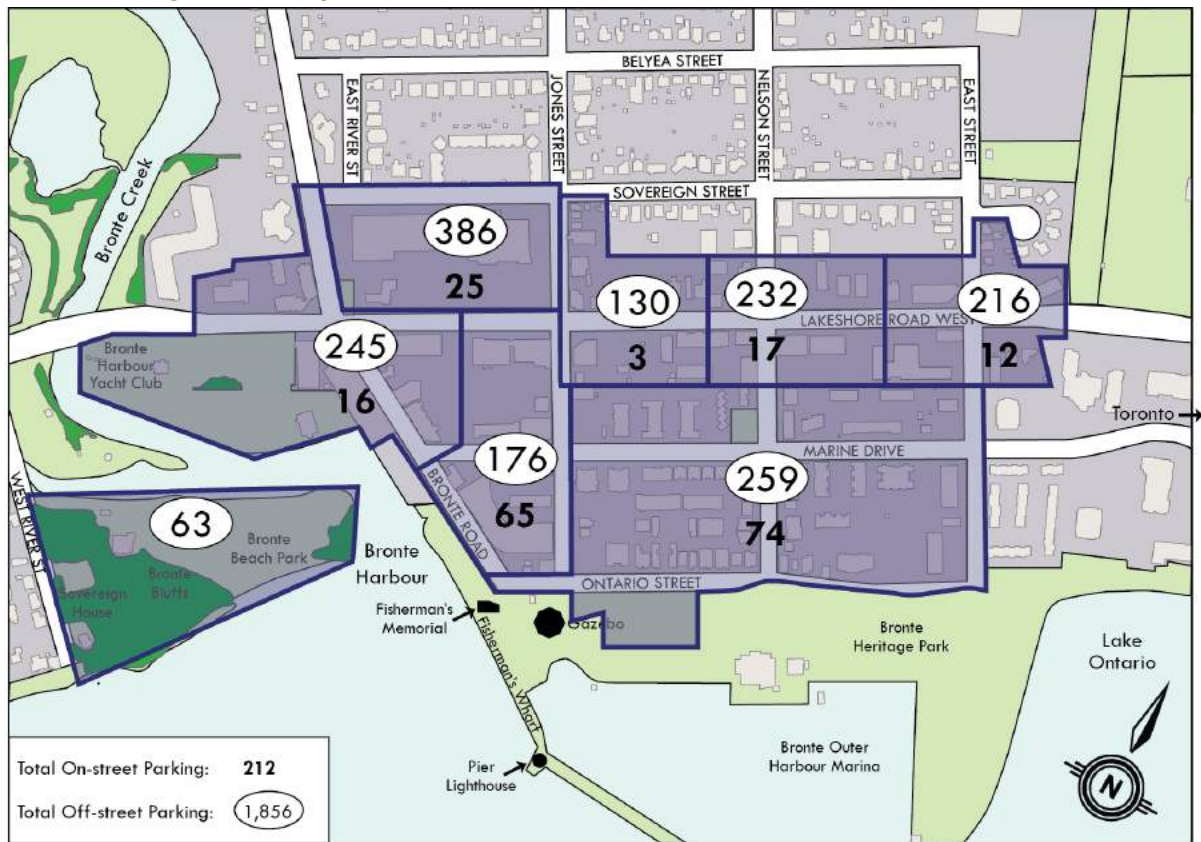 BELYEA STREET
EAST RIVER ST
JONES STREET
NELSON STREET
EAST STREET
Bronte Creek
SOVEREIGN STREET
386
25
130
3
232
17
216
12
LAKESHORE ROAD WEST
245
16
Bronte
Harbour
Yacht Club
Toronto
176
65
MARINE DRIVE
259
74
BRONTE ROAD
WEST RIVER ST
63
Bronte
Beach Park
Bronte
Bluffs
Sovereign
House
Bronte
Harbour
ONTARIO STREET
Fisherman's
Memorial
Gazebo
Fisherman's Wharf
Bronte
Heritage Park
Lake
Ontario
Pier
Lighthouse
Bronte Outer
Harbour Marina
N
Total On-street Parking: 212
Total Off-street Parking: 1,856